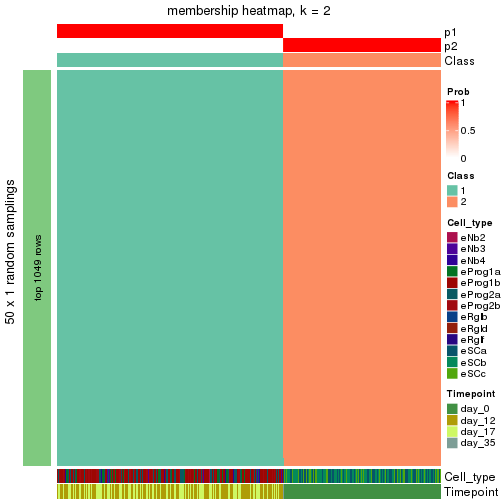 membership heatmap, k = 2
p1
p2
Class
50 x 1 random samplings
top 1049 rows
Prob
1
0.5
0
Class
1
2
Cell_type
eNb2
eNb3
eNb4
eProg1a
eProg1b
eProg2a
eProg2b
eRglb
eRgld
eRglf
eSCa
eSCb
eSCc
Timepoint
day_0
day_12
day_17
day_35
Cell_type
Timepoint